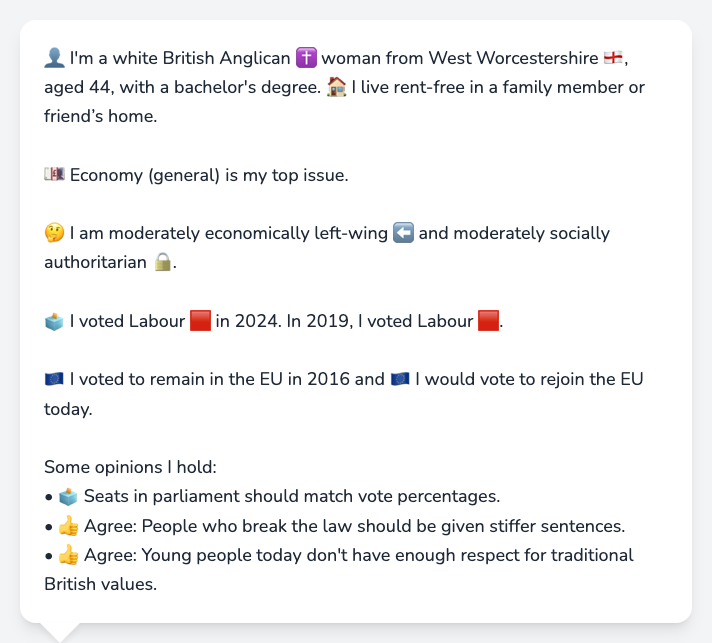 👤 I'm a white British Anglican ✝️ woman from West Worcestershire 🏴󠁧󠁢󠁥󠁮󠁧󠁿,
aged 44, with a bachelor's degree. 🏠 I live rent-free in a family member or
friend’s home.
💷 Economy (general) is my top issue.
🤔 I am moderately economically left-wing ⬅️ and moderately socially
authoritarian 🔒.
🗳️ I voted Labour 🟥 in 2024. In 2019, I voted Labour 🟥.
🇪🇺 I voted to remain in the EU in 2016 and 🇪🇺 I would vote to rejoin the EU
today.
Some opinions I hold:
• 🗳️ Seats in parliament should match vote percentages.
• 👍 Agree: People who break the law should be given stiffer sentences.
• 👍 Agree: Young people today don't have enough respect for traditional
British values.